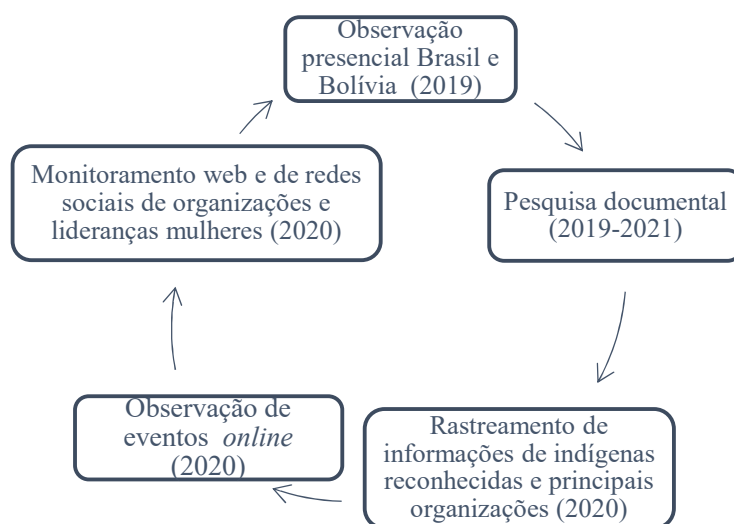 Observação
presencial Brasil e
Bolívia (2019)
Pesquisa documental
(2019-2021)
Rastreamento de
informações de indígenas
reconhecidas e principais
organizações (2020)
Observação de
eventos online
(2020)
Monitoramento web e de redes
sociais de organizações e
lideranças mulheres (2020)